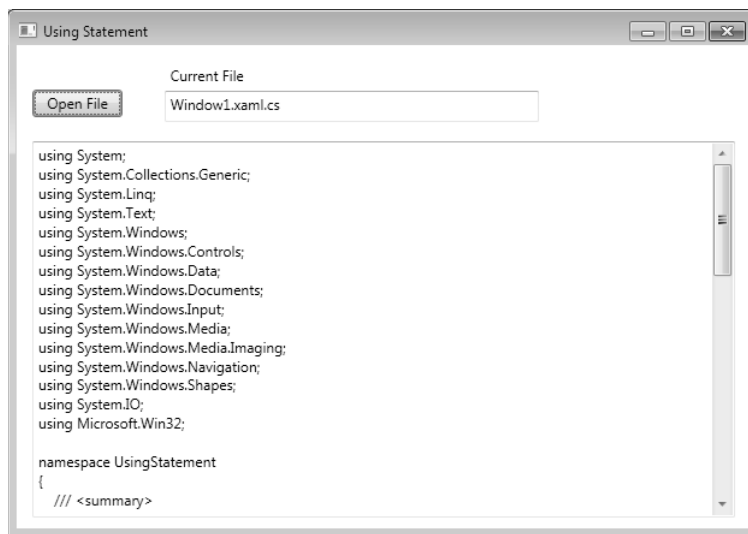 Using Statement
Current File
Open File
Window1.xaml.cs
using System;
using System.Collections.Generic;
using System.Linq;
using System.Text;
using System.Windows;
using System.Windows.Controls;
using System.Windows.Data;
using System.Windows.Documents;
using System.Windows.Input;
using System.Windows.Media;
using System.Windows.Media.Imaging;
using System.Windows.Navigation;
using System.Windows.Shapes;
using System.IO;
using Microsoft.Win32;

namespace UsingStatement
{
    /// <summary>